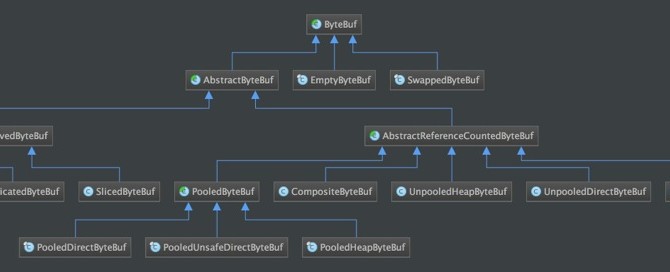 ByteBuf
AbstractByteBuf
EmptyByteBuf
SwappedByteBuf
vedByteBuf
AbstractReferenceCountedByteBuf
icatedByteBuf
SlicedByteBuf
PooledByteBuf
CompositeByteBuf
UnpooledHeapByteBuf
UnpooledDirectByteBuf
PooledDirectByteBuf
PooledUnsafeDirectByteBuf
PooledHeapByteBuf